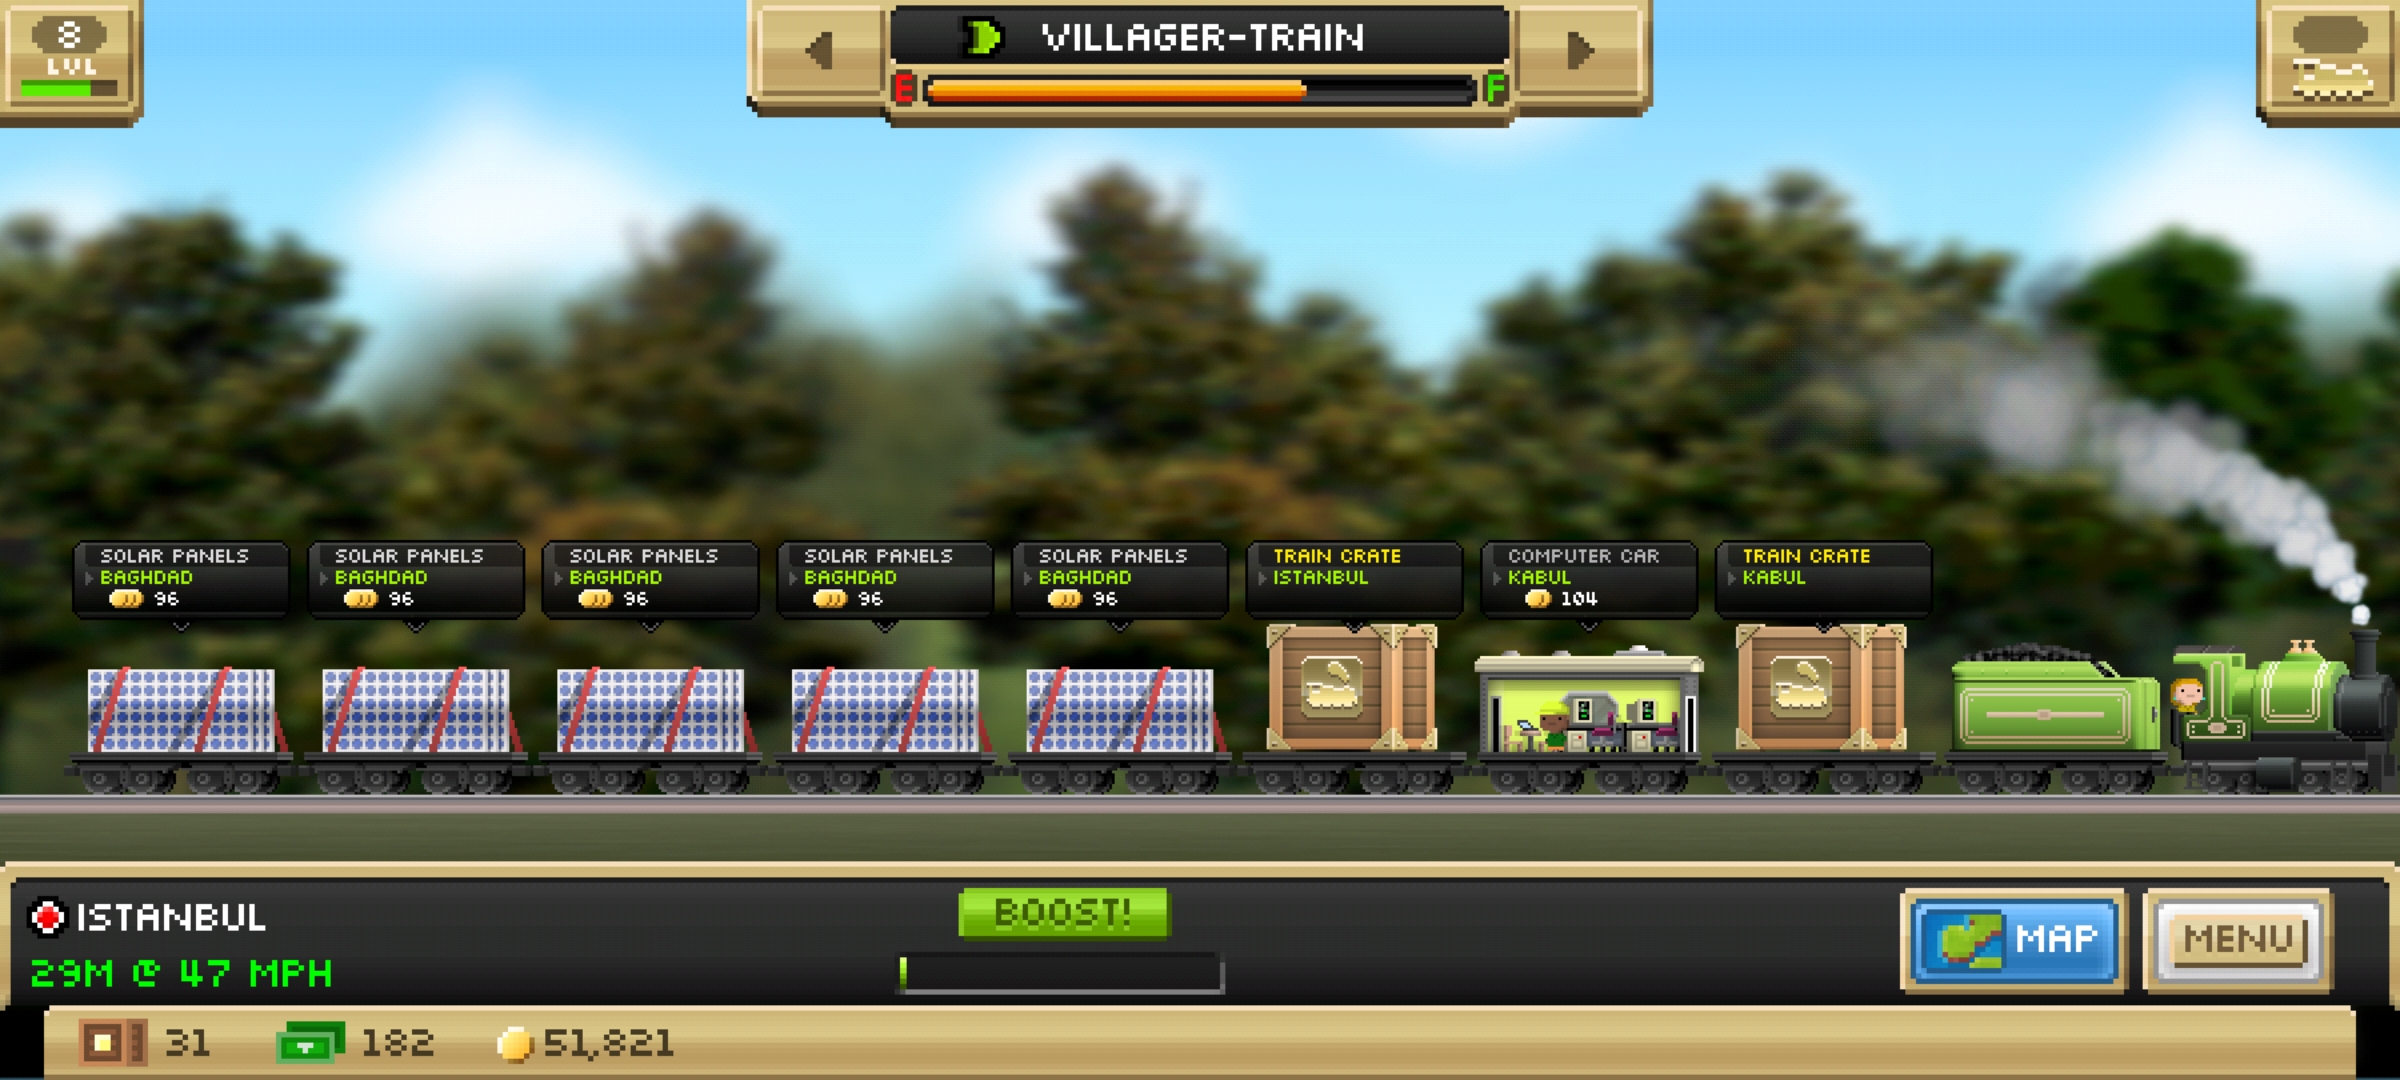 8
LVL
VILLAGER-TRAIN
E F
SOLAR PANELS
BAGHDAD
96
SOLAR PANELS
BAGHDAD
96
SOLAR PANELS
BAGHDAD
96
SOLAR PANELS
BAGHDAD
96
SOLAR PANELS
BAGHDAD
96
TRAIN CRATE
ISTANBUL
COMPUTER CAR
KABUL
104
TRAIN CRATE
KABUL
ISTANBUL
29M @ 47 MPH
BOOST!
MAP
MENU
31
182
51,821